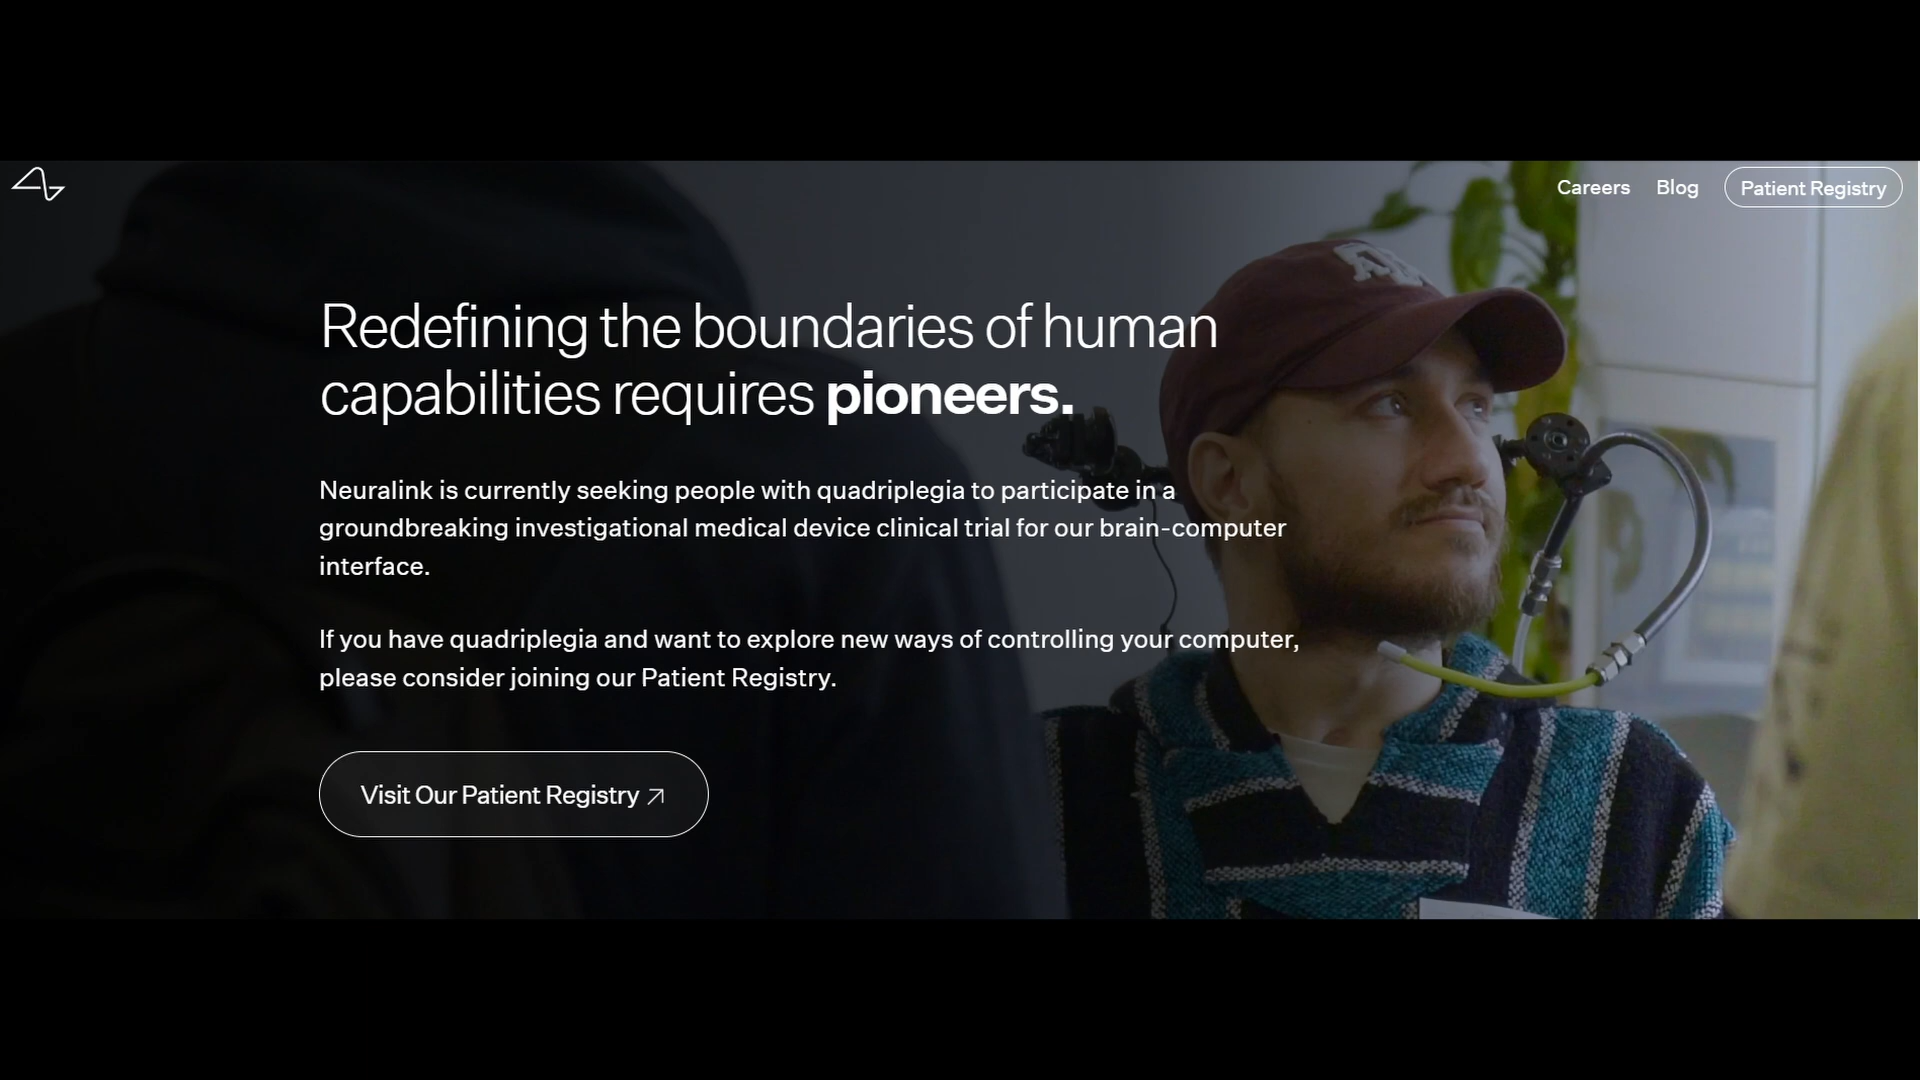 Careers Blog Patient Registry
Redefining the boundaries of human
capabilities requires pioneers.
Neuralink is currently seeking people with quadriplegia to participate in a
groundbreaking investigational medical device clinical trial for our brain-computer
interface.
If you have quadriplegia and want to explore new ways of controlling your computer,
please consider joining our Patient Registry.
Visit Our Patient Registry